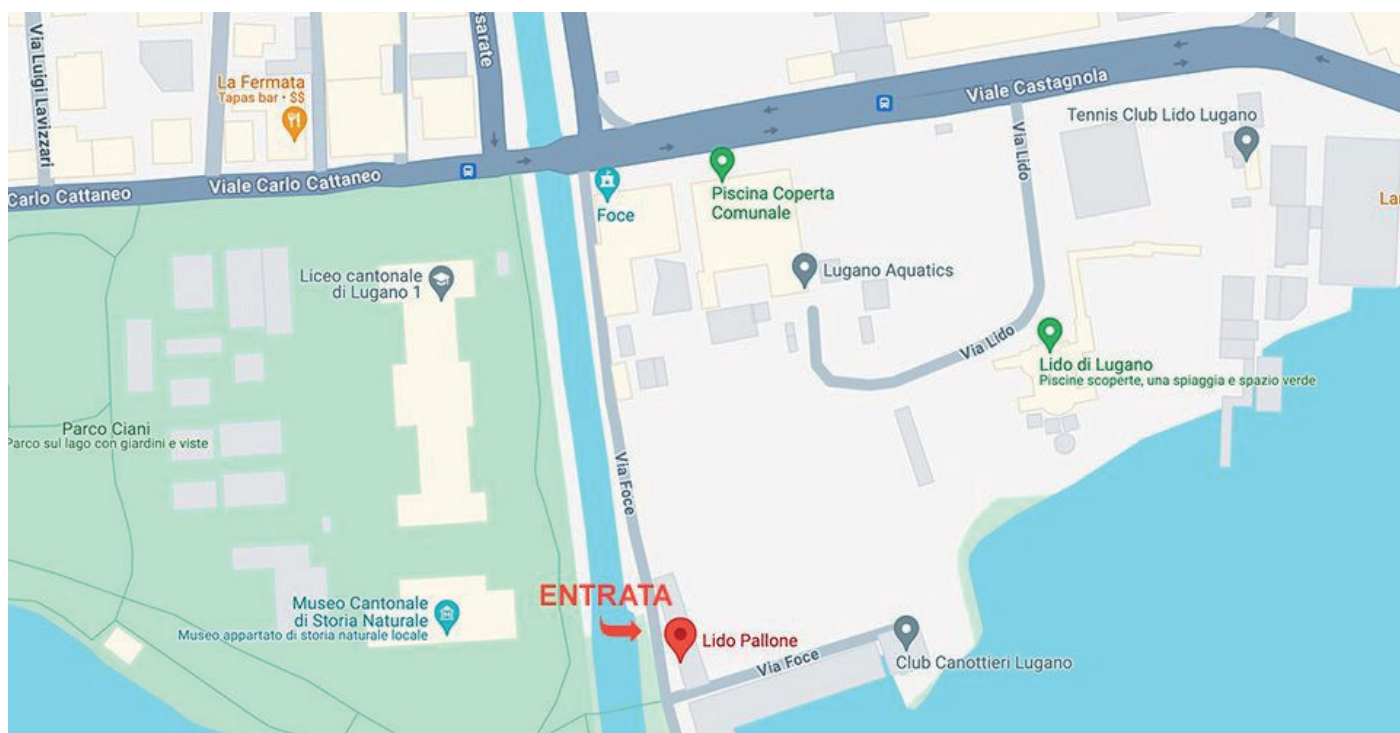 Via Luigi Lavizzari
ssarate
La Fermata
Tapas bar • $$
Viale Castagnola
Tennis Club Lido Lugano
Via Lido
Carlo Cattaneo
Viale Carlo Cattaneo
Foce
Piscina Coperta
Comunale
La
Liceo cantonale
di Lugano 1
Lugano Aquatics
Via Lido
Lido di Lugano
Piscine scoperte, una spiaggia e spazio verde
Parco Ciani
Parco sul lago con giardini e viste
Via Foce
ENTRATA
Museo Cantonale
di Storia Naturale
Museo appartato di storia naturale locale
Lido Pallone
Via Foce
Club Canottieri Lugano